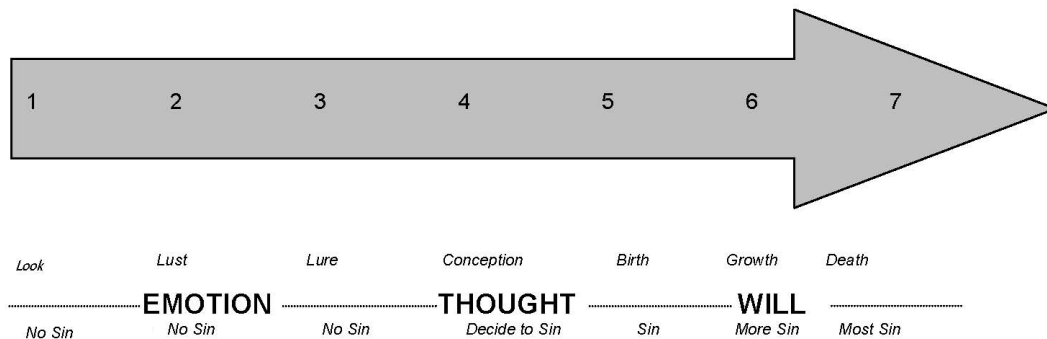 1 2 3 4 5 6 7
Look Lust Lure Conception Birth Growth Death
EMOTION THOUGHT WILL
No Sin No Sin No Sin Decide to Sin Sin More Sin Most Sin